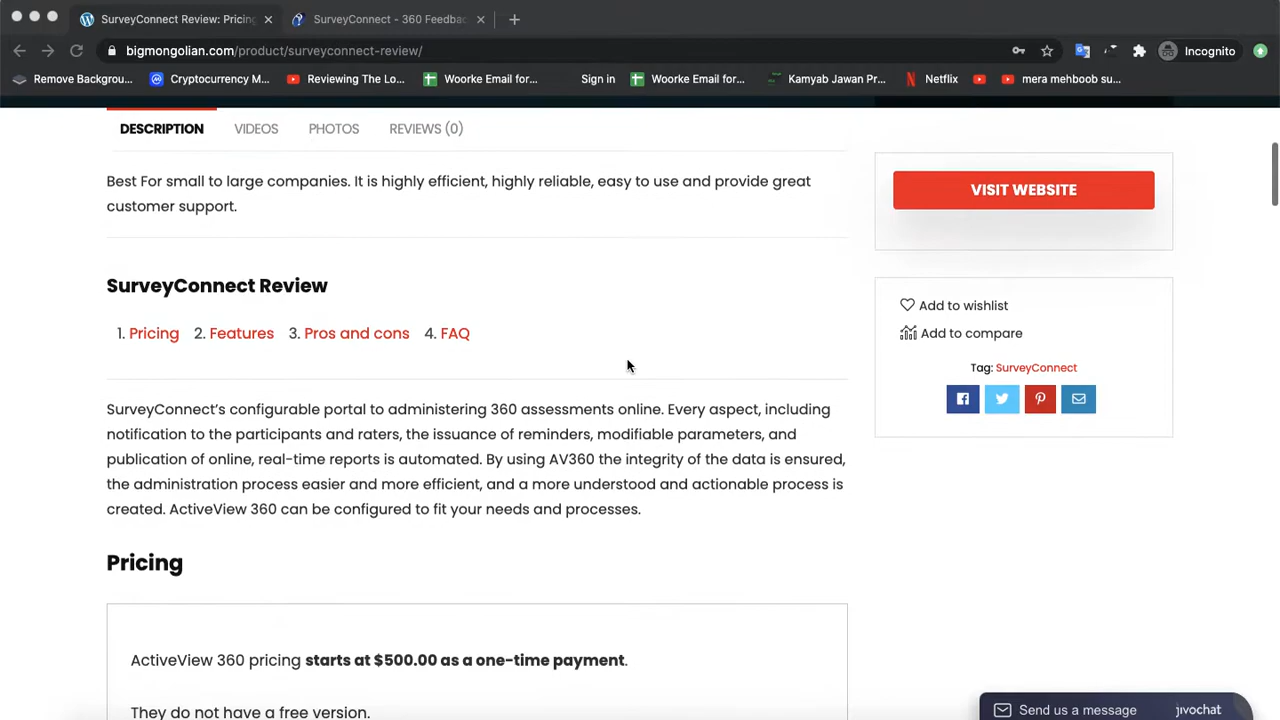 SurveyConnect Review: Pricing
SurveyConnect - 360 Feedbac
bigmongolian.com/product/surveyconnect-review/
Incognito
Remove Backgrou...
Cryptocurrency M...
Reviewing The Lo...
Woorke Email for...
Sign in
Woorke Email for...
Kamyab Jawan Pr...
Netflix
mera mehboob su...
DESCRIPTION
VIDEOS
PHOTOS
REVIEWS (0)
Best For small to large companies. It is highly efficient, highly reliable, easy to use and provide great
customer support.
VISIT WEBSITE
SurveyConnect Review
1. Pricing 2. Features 3. Pros and cons 4. FAQ
Add to wishlist
Add to compare
Tag: SurveyConnect
SurveyConnect's configurable portal to administering 360 assessments online. Every aspect, including
notification to the participants and raters, the issuance of reminders, modifiable parameters, and
publication of online, real-time reports is automated. By using AV360 the integrity of the data is ensured,
the administration process easier and more efficient, and a more understood and actionable process is
created. ActiveView 360 can be configured to fit your needs and processes.
Pricing
ActiveView 360 pricing starts at $500.00 as a one-time payment.
They do not have a free version.
Send us a message
jivochat